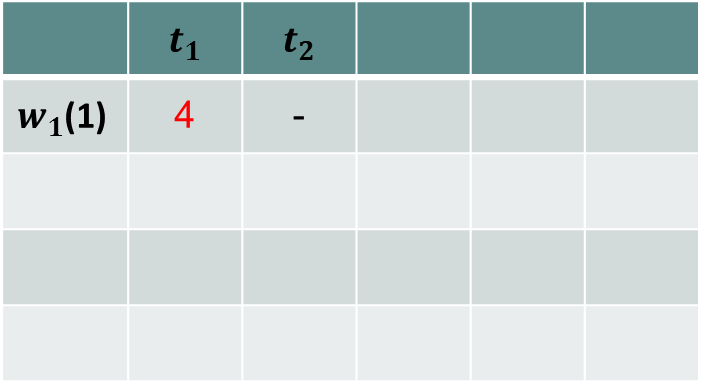 t₁ t₂
w₁(1) 4 -